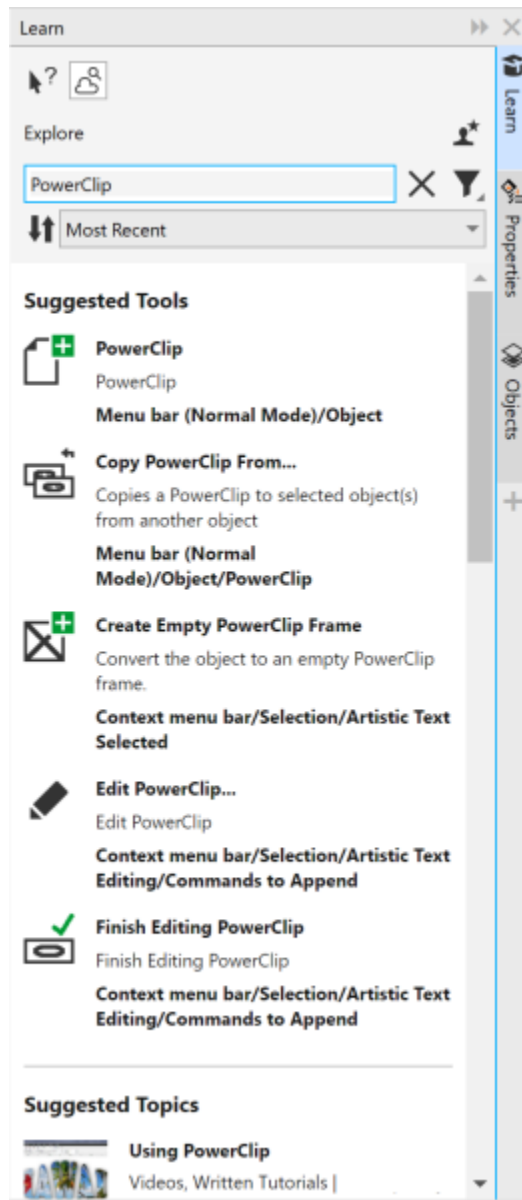 Learn
?
Explore
PowerClip
Most Recent
Suggested Tools
PowerClip
PowerClip
Menu bar (Normal Mode)/Object
Copy PowerClip From...
Copies a PowerClip to selected object(s)
from another object
Menu bar (Normal
Mode)/Object/PowerClip
Create Empty PowerClip Frame
Convert the object to an empty PowerClip
frame.
Context menu bar/Selection/Artistic Text
Selected
Edit PowerClip...
Edit PowerClip
Context menu bar/Selection/Artistic Text
Editing/Commands to Append
Finish Editing PowerClip
Finish Editing PowerClip
Context menu bar/Selection/Artistic Text
Editing/Commands to Append
Suggested Topics
Using PowerClip
Videos, Written Tutorials |
Learn
Properties
Objects